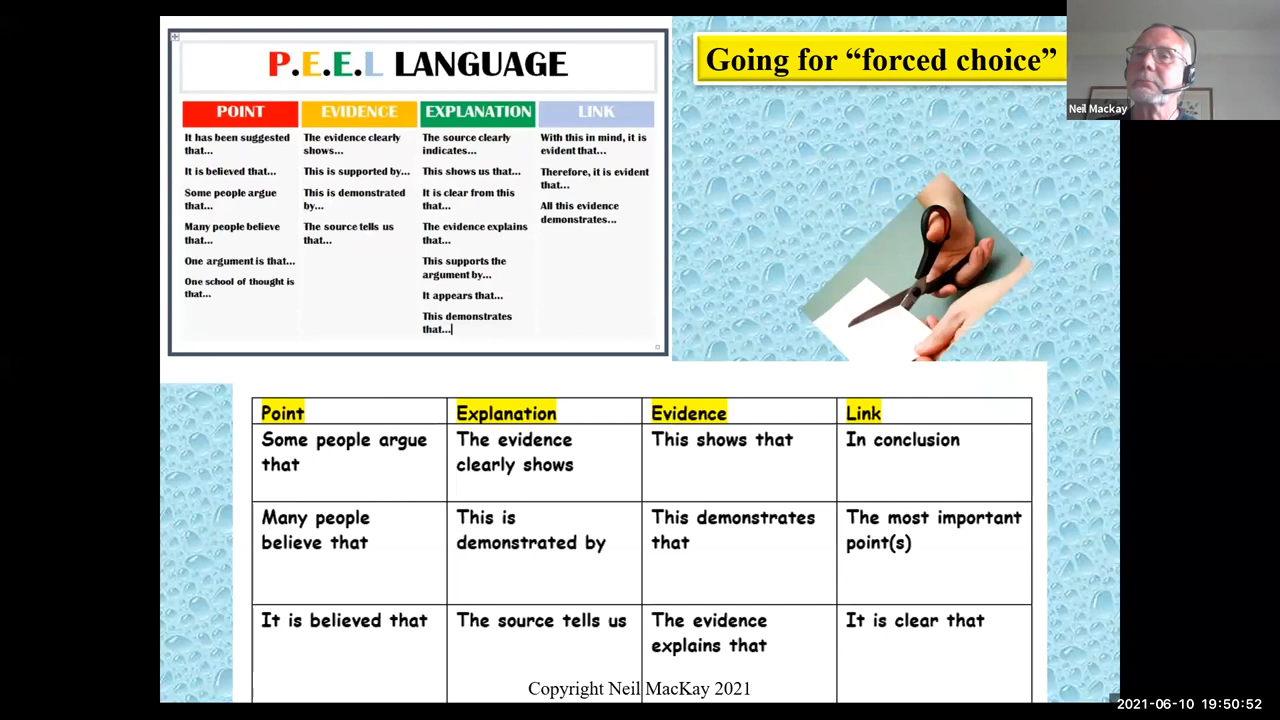 P.E.E.L LANGUAGE
POINT
It has been suggested
that...
It is believed that...
Some people argue
that...
Many people believe
that...
One argument is that...
One school of thought is
that...
EVIDENCE
The evidence clearly
shows...
This is supported by...
This is demonstrated
by...
The source tells us
that...
EXPLANATION
The source clearly
indicates...
This shows us that...
It is clear from this
that...
The evidence explains
that...
This supports the
argument by...
It appears that...
This demonstrates
that...
LINK
With this in mind, it is
evident that...
Therefore, it is evident
that...
All this evidence
demonstrates...
Going for “forced choice”
Neil Mackay
Point
Explanation
Evidence
Link
Some people argue
that
The evidence
clearly shows
This shows that
In conclusion
Many people
believe that
This is
demonstrated by
This demonstrates
that
The most important
point(s)
It is believed that
The source tells us
The evidence
explains that
It is clear that
Copyright Neil MacKay 2021
2021-06-10 19:50:52